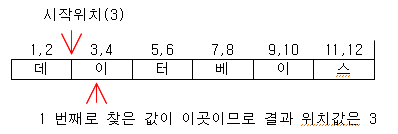 시작위치(3)
1,2 3,4 5,6 7,8 9,10 11,12
데 이 터 베 이 스
1 번째로 찾은 값이 이곳이므로 결과 위치값은 3